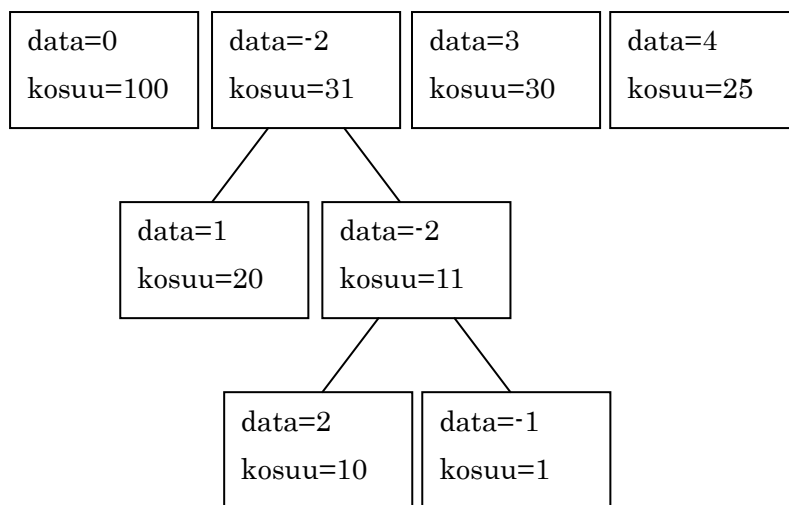 data=0
kosuu=100
data=-2
kosuu=31
data=3
kosuu=30
data=4
kosuu=25
data=1
kosuu=20
data=-2
kosuu=11
data=2
kosuu=10
data=-1
kosuu=1